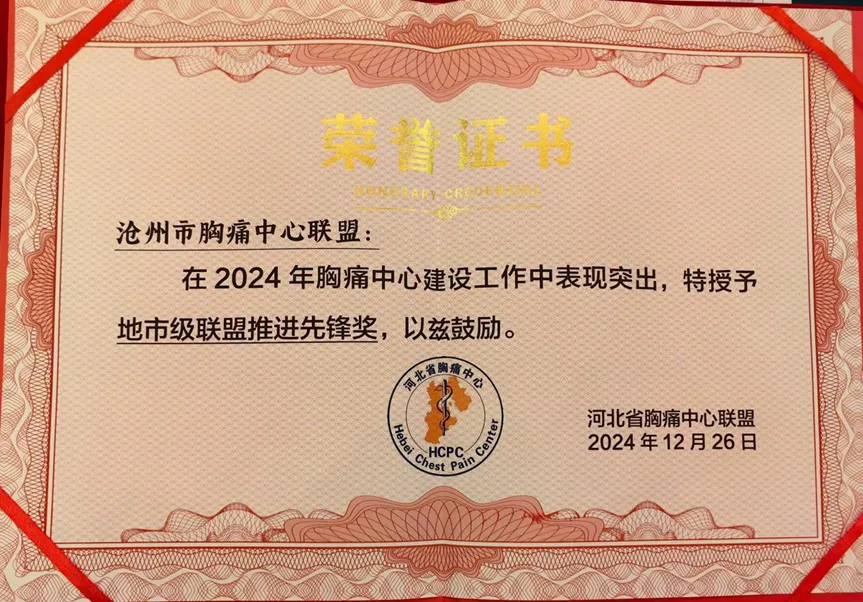 荣誉证书
HONORARY CREDENTIAL
沧州市胸痛中心联盟：
在 2024 年胸痛中心建设工作中表现突出，特授予
地市级联盟推进先锋奖，以兹鼓励。
河北省胸痛中心
HCPC
Hebei Chest Pain Center
河北省胸痛中心联盟
2024 年 12 月 26 日